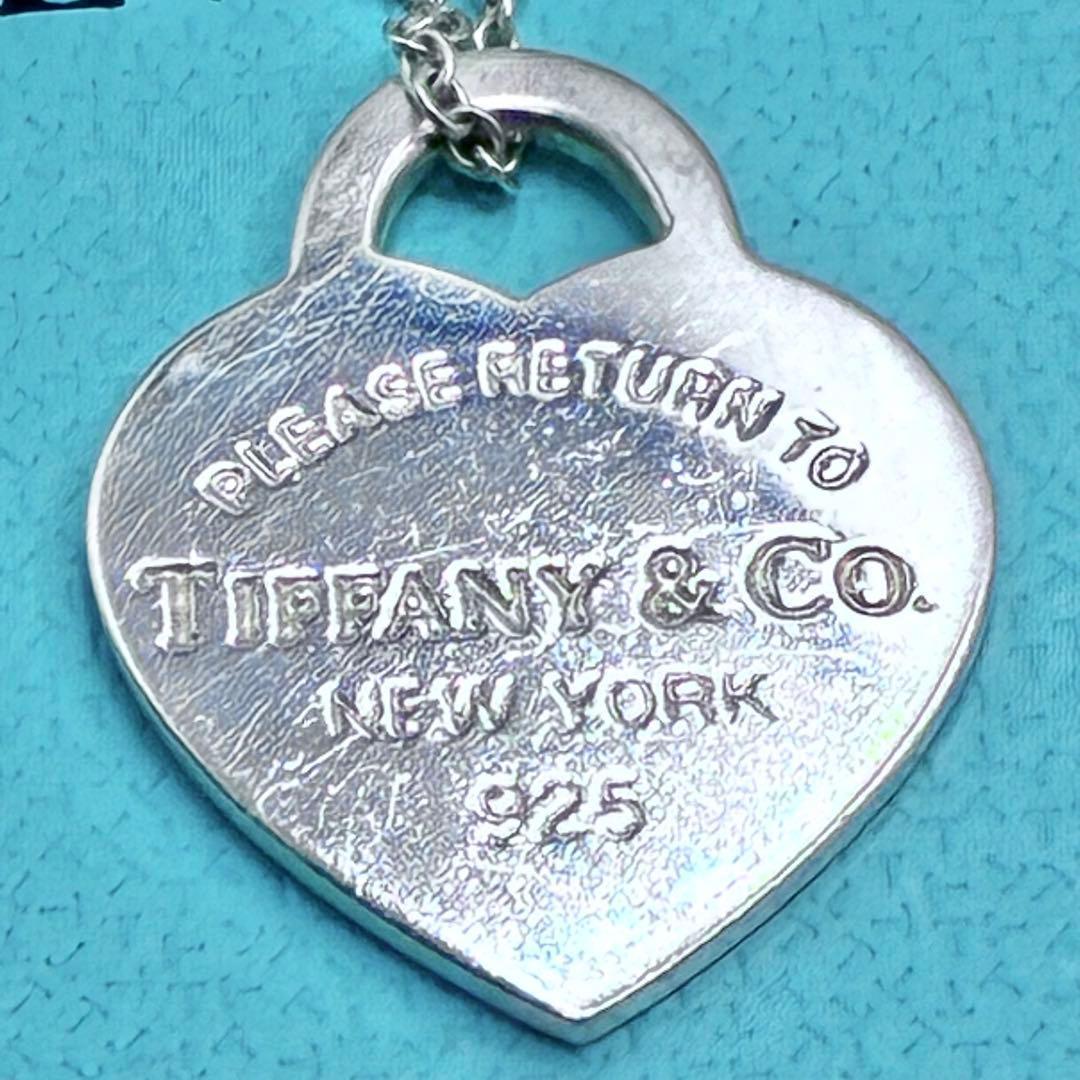 PLEASE RETURN TO
TIFFANY & CO.
NEW YORK
925